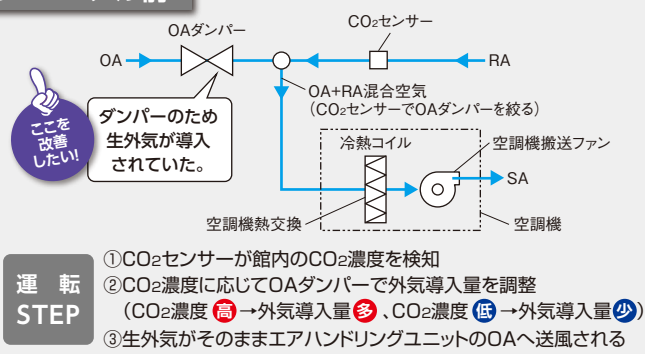 OAダンパー
CO2センサー
OA
RA
OA+RA混合空気
(CO2センサーでOAダンパーを絞る)
ここを
改善
したい!
ダンパーのため
生外気が導入
されていた。
冷熱コイル
空調機搬送ファン
SA
空調機熱交換
空調機
運 転
STEP
①CO2センサーが館内のCO2濃度を検知
②CO2濃度に応じてOAダンパーで外気導入量を調整
(CO2濃度 高 →外気導入量 多 、CO2濃度 低 →外気導入量 少)
③生外気がそのままエアハンドリングユニットのOAへ送風される